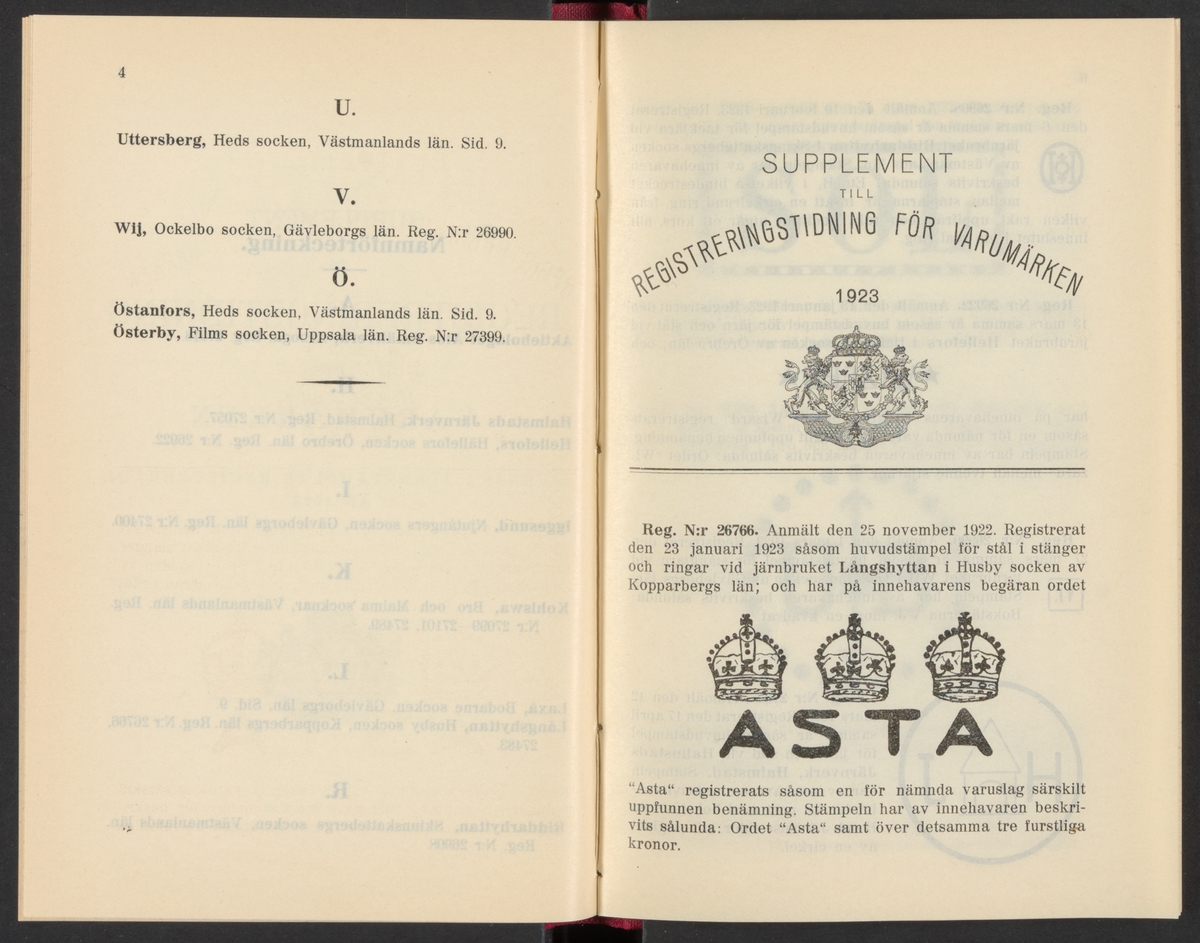 4
U.
Uttersberg, Heds socken, Västmanlands län. Sid. 9.
V.
Wij, Ockelbo socken, Gävleborgs län. Reg. N:r 26990.
Ö.
Östanfors, Heds socken, Västmanlands län. Sid. 9.
Österby, Films socken, Uppsala län. Reg. N:r 27399.
SUPPLEMENT
TILL
REGISTRERINGSTIDNING FÖR VARUMÄRKEN
1923
Reg. N:r 26766. Anmält den 25 november 1922. Registrerat
den 23 januari 1923 såsom huvudstämpel för stål i stänger
och ringar vid järnbruket Långshyttan i Husby socken av
Kopparbergs län; och har på innehavarens begäran ordet
ASTA
“Asta“ registrerats såsom en för nämnda varuslag särskilt
uppfunnen benämning. Stämpeln har av innehavaren beskri-
vits sålunda: Ordet “Asta“ samt över detsamma tre furstliga
kronor.